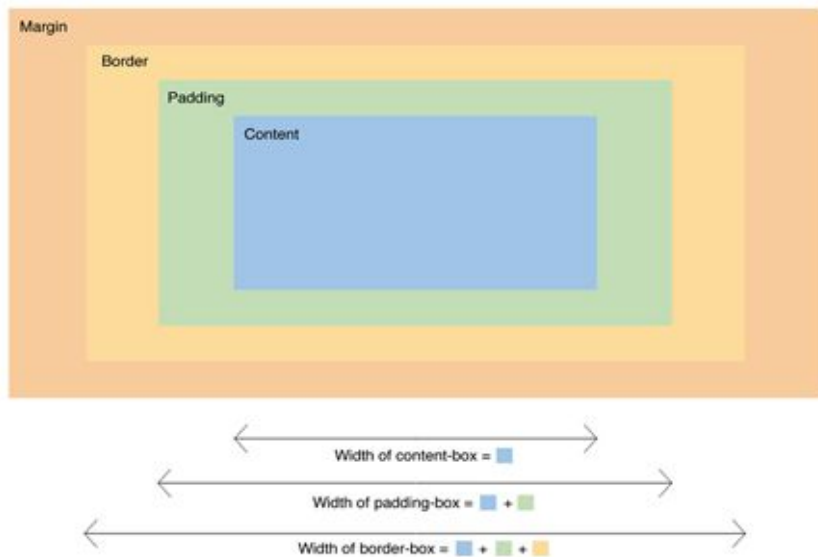 Margin
Border
Padding
Content
Width of content-box =
Width of padding-box = +
Width of border-box = + +